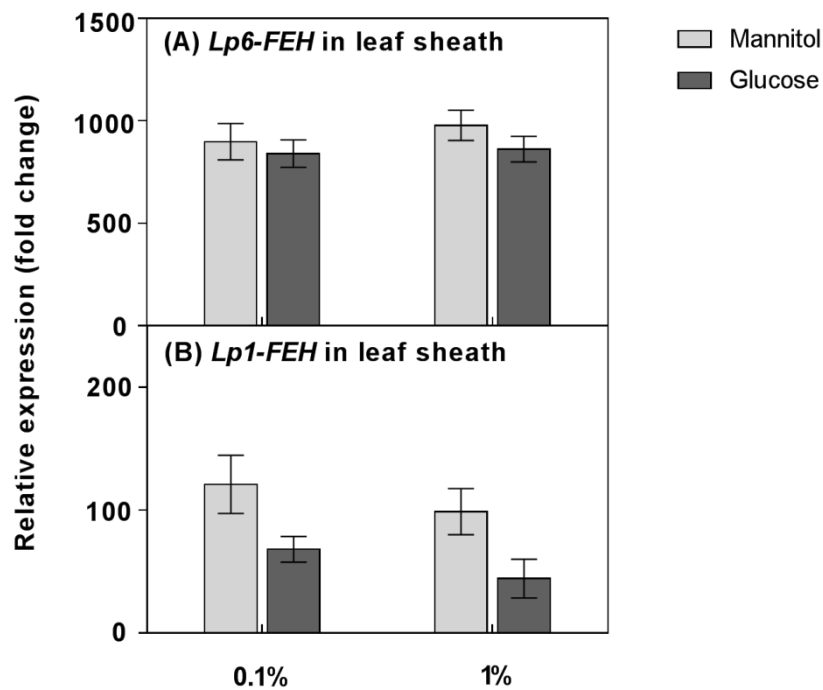 1500
(A) Lp6-FEH in leaf sheath
Mannitol
Glucose
1000
500
0
(B) Lp1-FEH in leaf sheath
200
100
0
Relative expression (fold change)
0.1%
1%